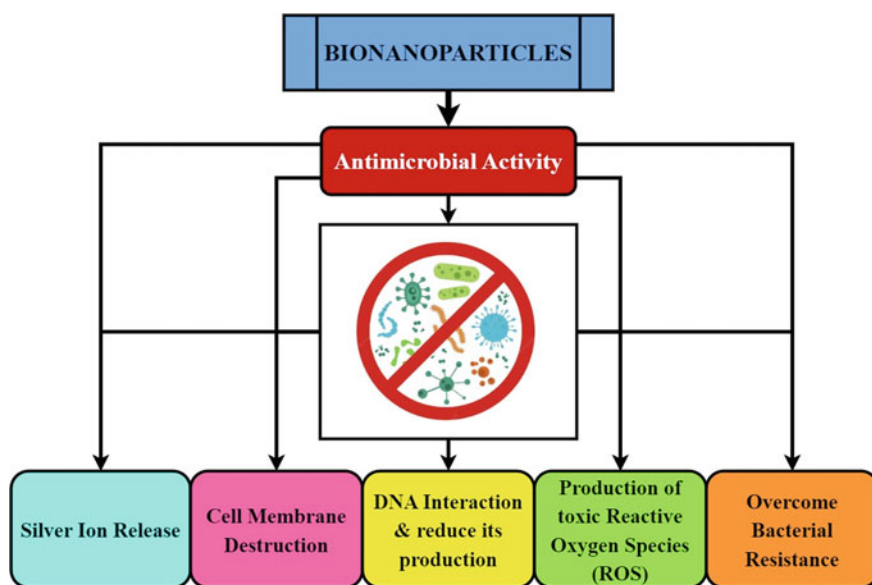 BIONANOPARTICLES
Antimicrobial Activity
Silver Ion Release
Cell Membrane
Destruction
DNA Interaction
& reduce its
production
Production of
toxic Reactive
Oxygen Species
(ROS)
Overcome
Bacterial
Resistance